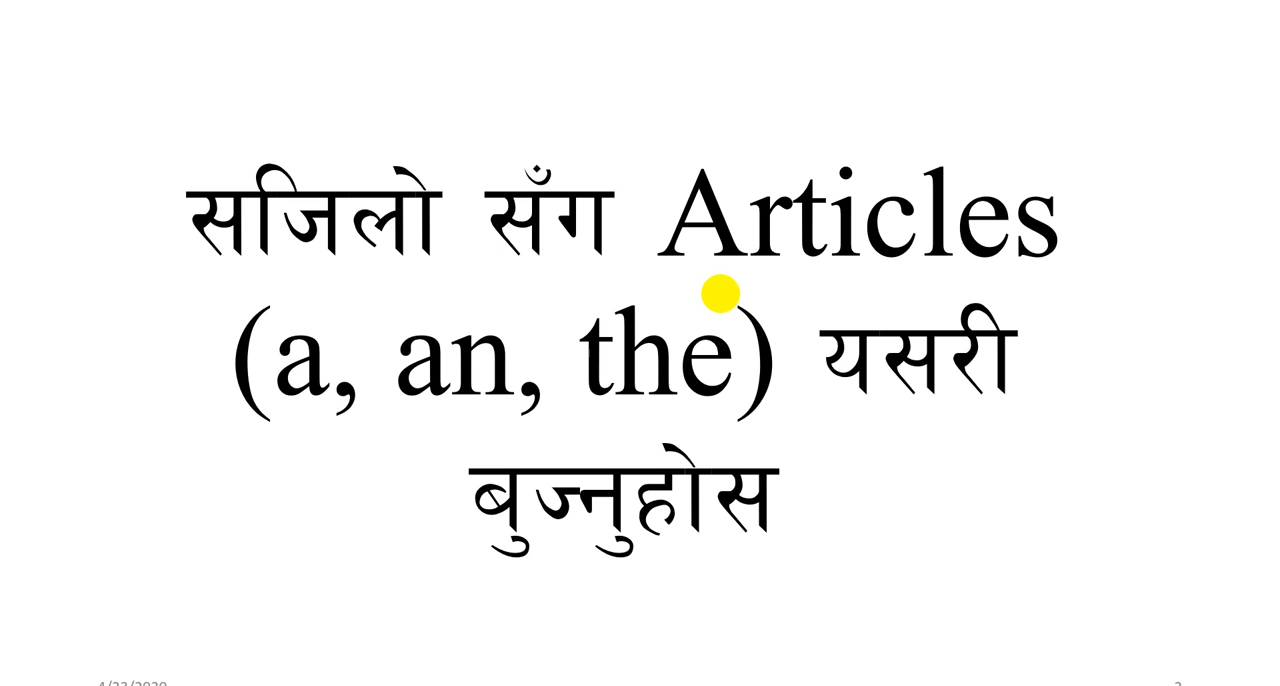 सजिलो सँग Articles
(a, an, the) यसरी
बुज्नुहोस